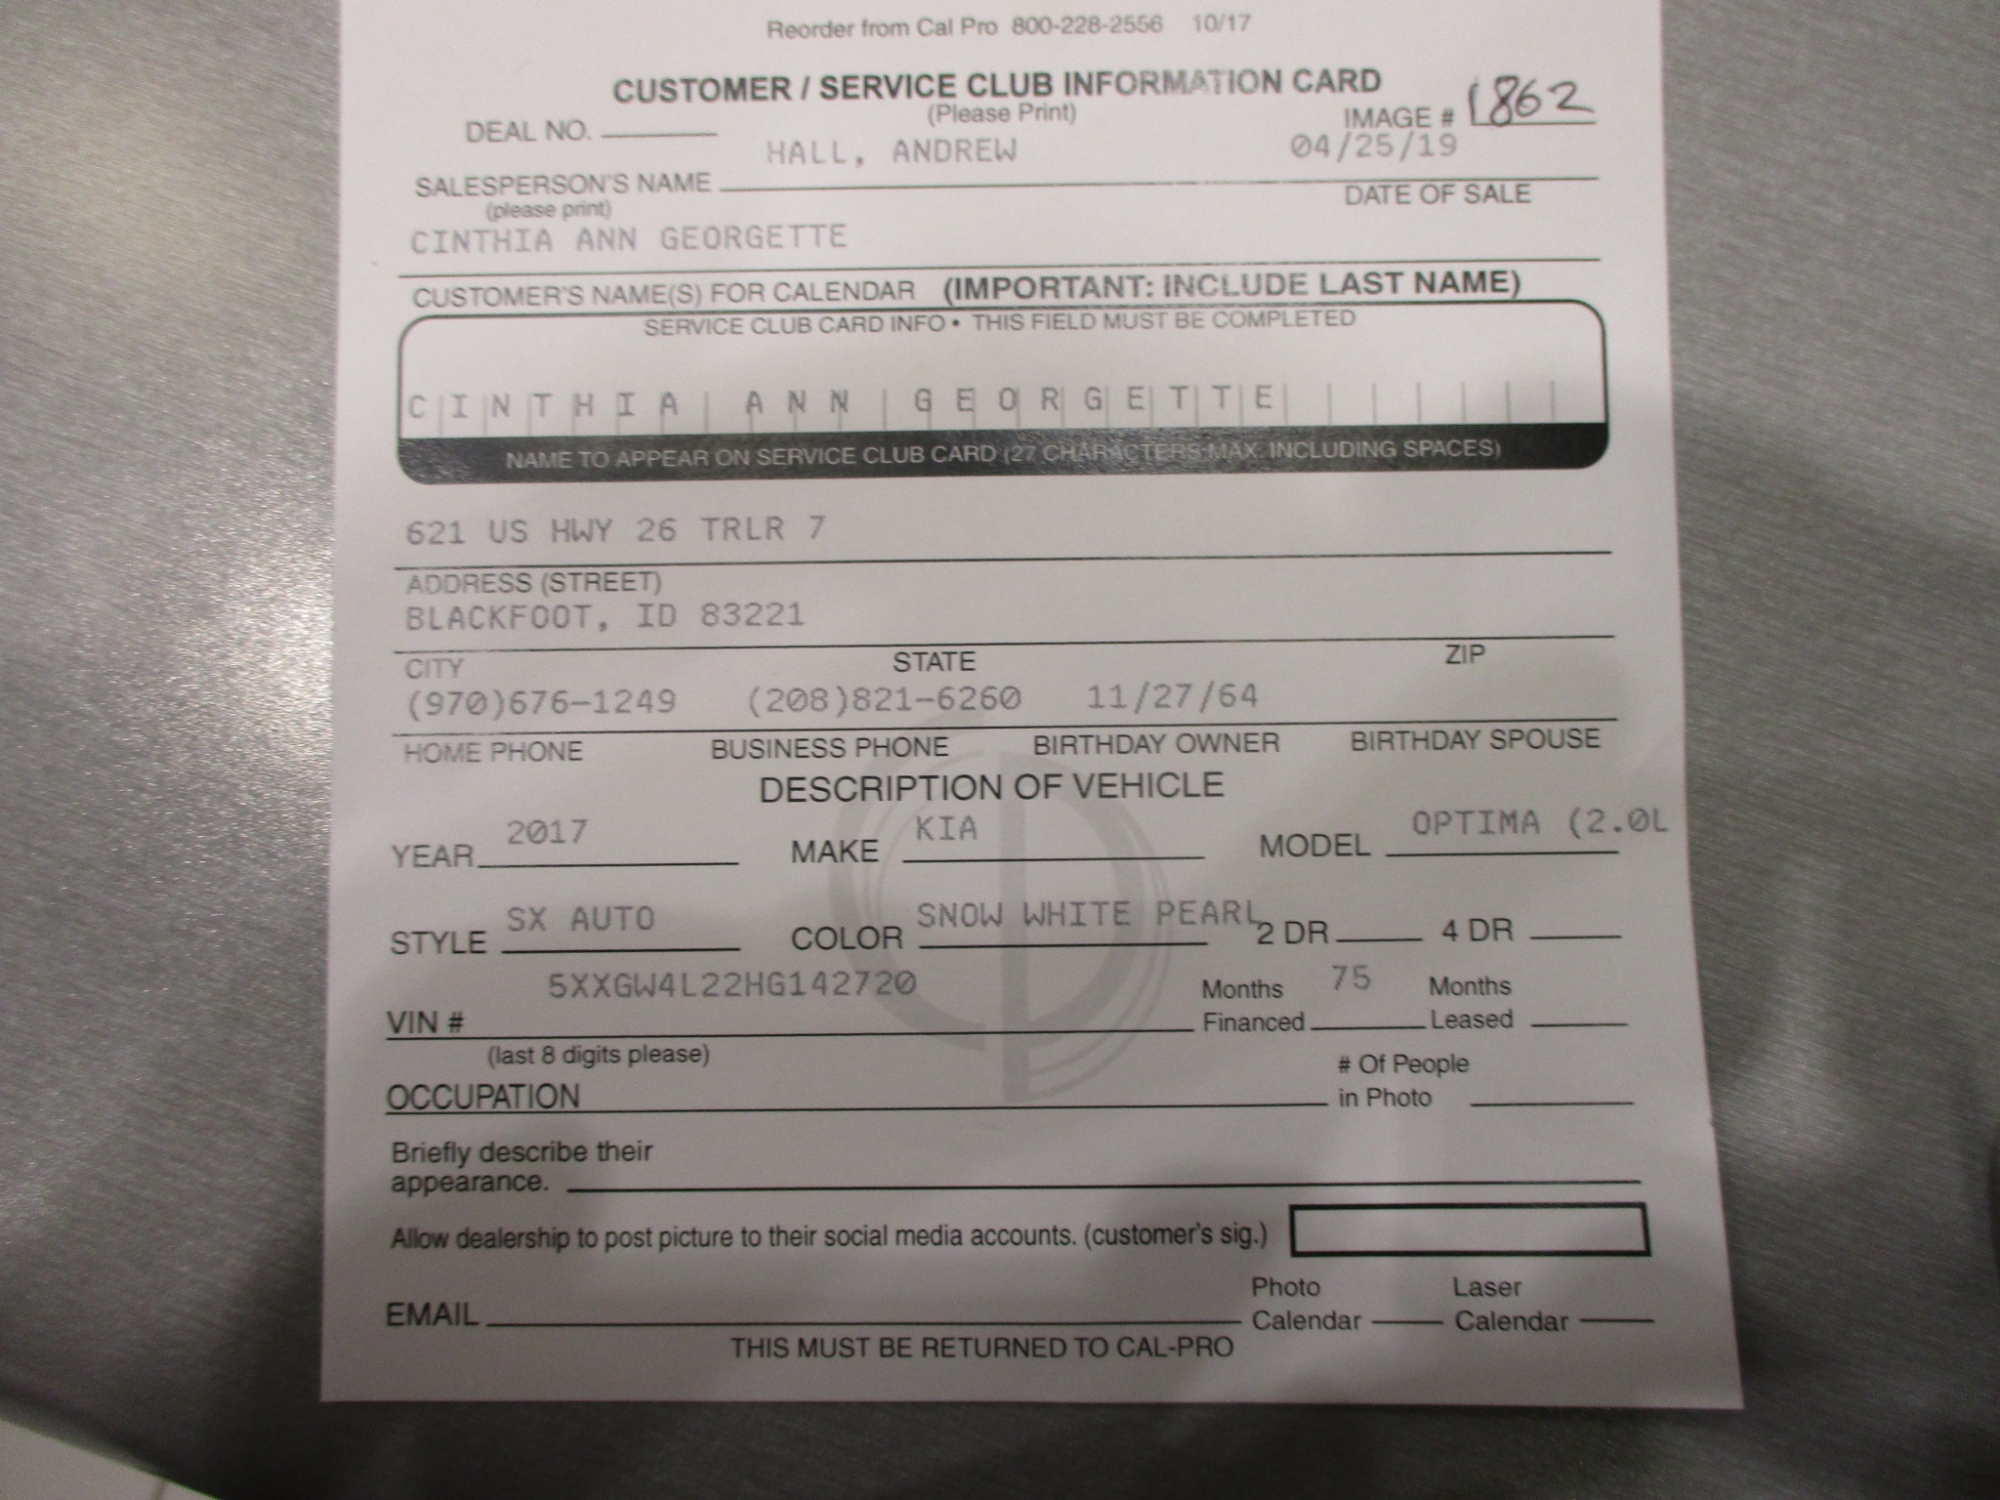 Reorder from Cal Pro 800-228-2556 10/17
CUSTOMER / SERVICE CLUB INFORMATION CARD
(Please Print)
DEAL NO. IMAGE # 1862
HALL, ANDREW 04/25/19
SALESPERSON'S NAME DATE OF SALE
(please print)
CINTHIA ANN GEORGETTE
CUSTOMER'S NAME(S) FOR CALENDAR (IMPORTANT: INCLUDE LAST NAME)
SERVICE CLUB CARD INFO • THIS FIELD MUST BE COMPLETED
CINTHIA ANN GEORGETTE
NAME TO APPEAR ON SERVICE CLUB CARD (27 CHARACTERS MAX. INCLUDING SPACES)
621 US HWY 26 TRLR 7
ADDRESS (STREET)
BLACKFOOT, ID 83221
CITY STATE ZIP
(970)676-1249 (208)821-6260 11/27/64
HOME PHONE BUSINESS PHONE BIRTHDAY OWNER BIRTHDAY SPOUSE
DESCRIPTION OF VEHICLE
YEAR 2017 MAKE KIA MODEL OPTIMA (2.0L
STYLE SX AUTO COLOR SNOW WHITE PEARL 2 DR 4 DR
5XXGW4L22HG142720 Months 75 Months
VIN # Financed Leased
(last 8 digits please)
# Of People
OCCUPATION in Photo
Briefly describe their
appearance.
Allow dealership to post picture to their social media accounts. (customer's sig.)
Photo Laser
EMAIL Calendar Calendar
THIS MUST BE RETURNED TO CAL-PRO